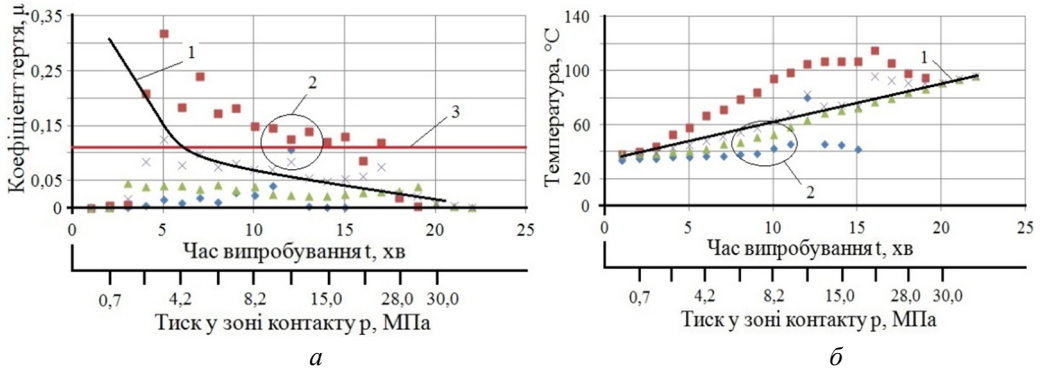 Коефіцієнт тертя, μ
0,35
0,25
0,15
0,05
0
1
2
3
0 5 10 15 20 25
Час випробування t, хв
0,7 4,2 8,2 15,0 28,0 30,0
Тиск у зоні контакту p, МПа
а
Температура, °С
140
100
60
20
0
1
2
0 5 10 15 20 25
Час випробування t, хв
0,7 4,2 8,2 15,0 28,0 30,0
Тиск у зоні контакту p, МПа
б